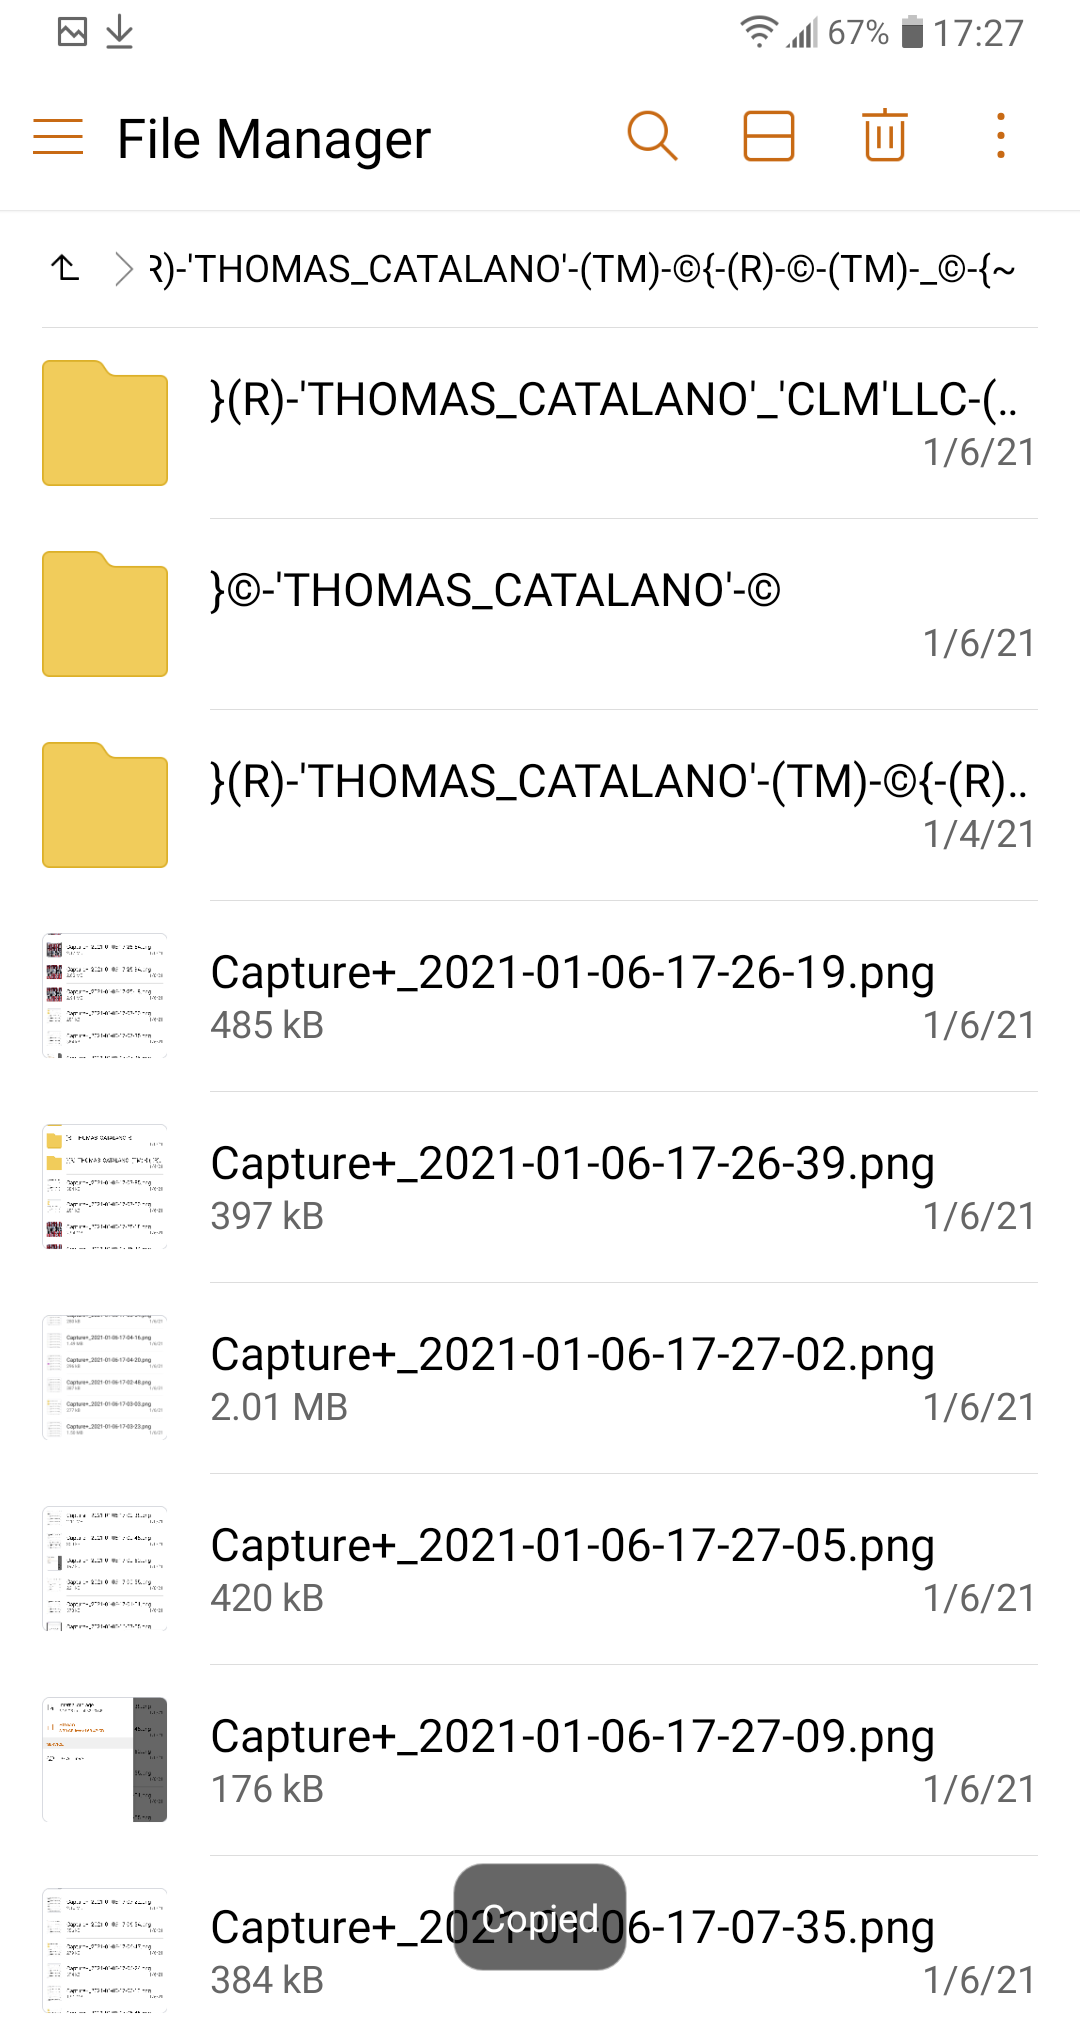 67% 17:27
File Manager
R)-'THOMAS_CATALANO'-(TM)-©{-(R)-©-(TM)-_©-{~
}(R)-'THOMAS_CATALANO'_'CLM'LLC-(..
1/6/21
}©-'THOMAS_CATALANO'-©
1/6/21
}(R)-'THOMAS_CATALANO'-(TM)-©{-(R)..
1/4/21
Capture+_2021-01-06-17-26-19.png
485 kB 1/6/21
Capture+_2021-01-06-17-26-39.png
397 kB 1/6/21
Capture+_2021-01-06-17-27-02.png
2.01 MB 1/6/21
Capture+_2021-01-06-17-27-05.png
420 kB 1/6/21
Capture+_2021-01-06-17-27-09.png
176 kB 1/6/21
Capture+_2021-01-06-17-07-35.png
Copied
384 kB 1/6/21